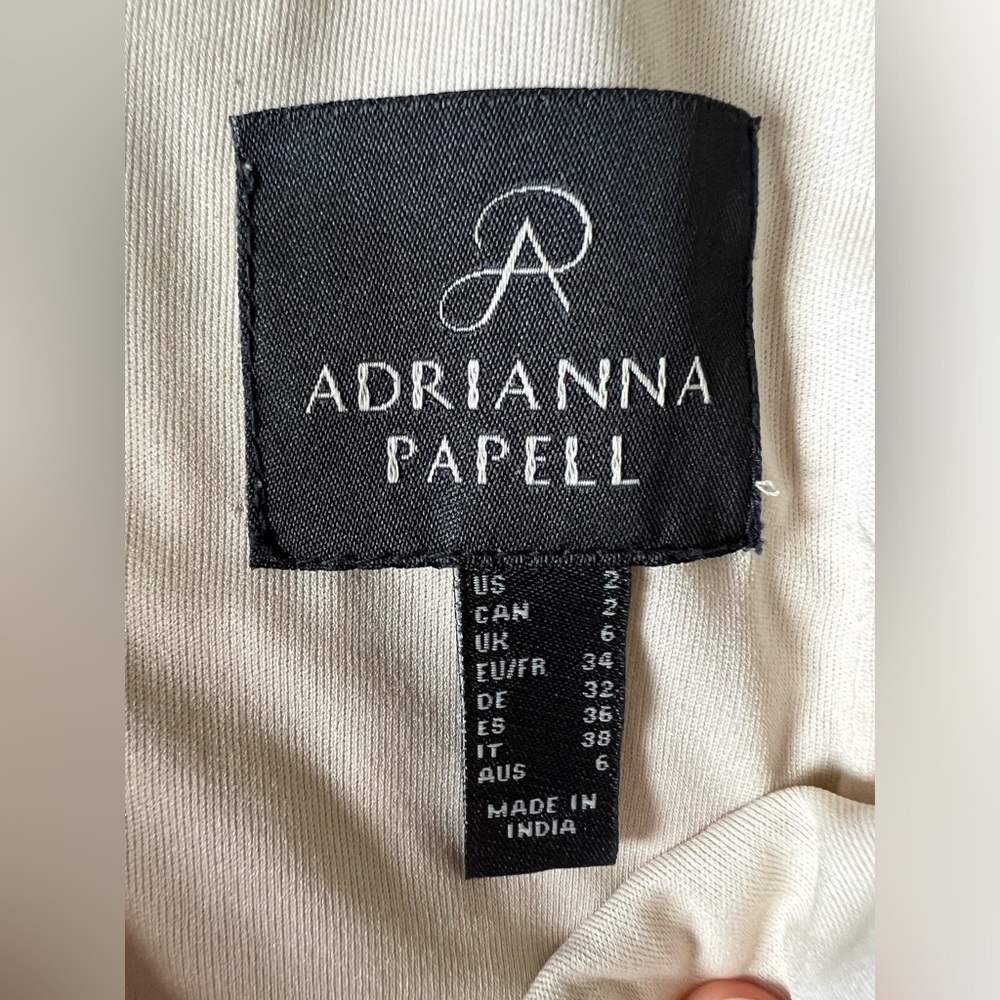 ADRIANNA
PAPELL
US 2
CAN 2
UK 6
EU/FR 34
DE 32
ES 36
IT 38
AUS 6
MADE IN
INDIA